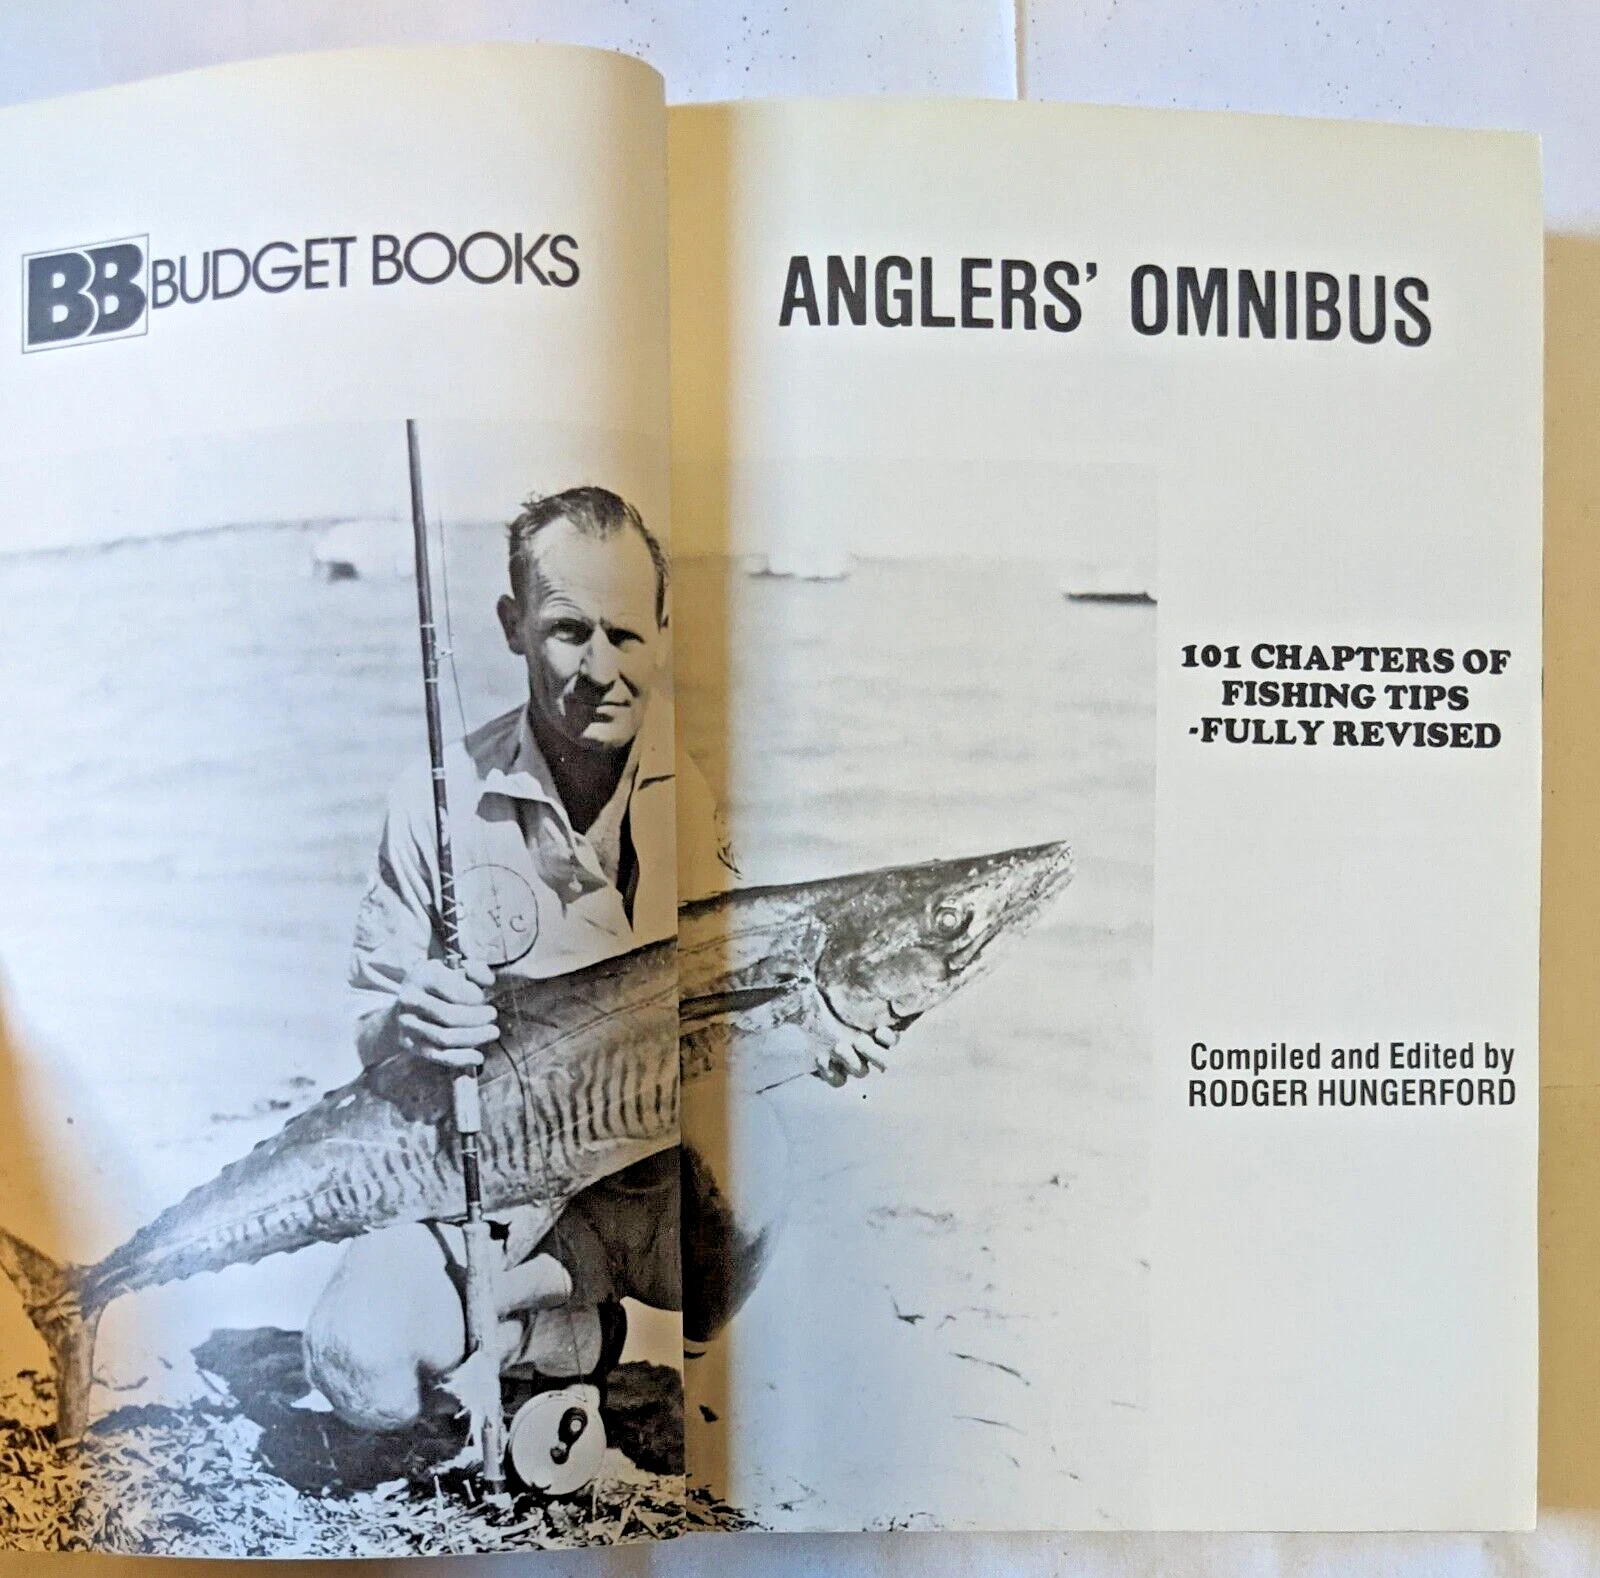 BB BUDGET BOOKS
ANGLERS' OMNIBUS
101 CHAPTERS OF
FISHING TIPS
-FULLY REVISED
Compiled and Edited by
RODGER HUNGERFORD